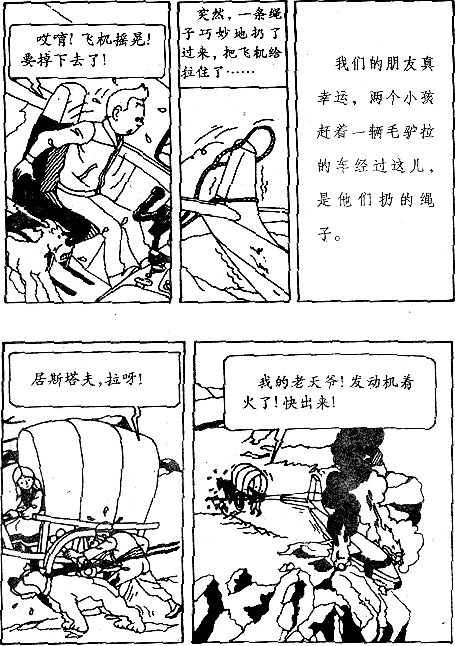 哎唷！飞机摇晃！
要掉下去了！
突然，一条绳
子巧妙地扔了
过来，把飞机给
拉住了……
我们的朋友真
幸运，两个小孩
赶着一辆毛驴拉
的车经过这儿，
是他们扔的绳
子。
居斯塔夫，拉呀！
我的老天爷！发动机着
火了！快出来！